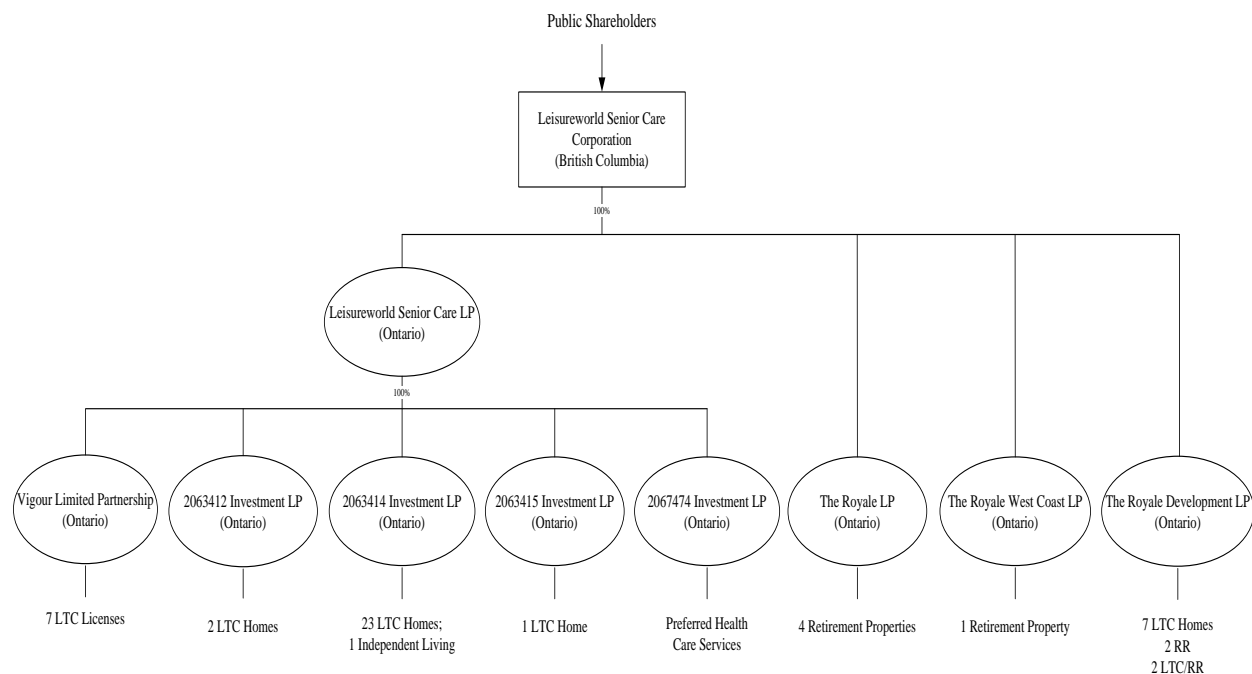 Public Shareholders
Leisureworld Senior Care
Corporation
(British Columbia)
100%
Leisureworld Senior Care LP
(Ontario)
100%
Vigour Limited Partnership
(Ontario)
2063412 Investment LP
(Ontario)
2063414 Investment LP
(Ontario)
2063415 Investment LP
(Ontario)
2067474 Investment LP
(Ontario)
The Royale LP
(Ontario)
The Royale West Coast LP
(Ontario)
The Royale Development LP
(Ontario)
7 LTC Licenses
2 LTC Homes
23 LTC Homes;
1 Independent Living
1 LTC Home
Preferred Health
Care Services
4 Retirement Properties
1 Retirement Property
7 LTC Homes
2 RR
2 LTC/RR